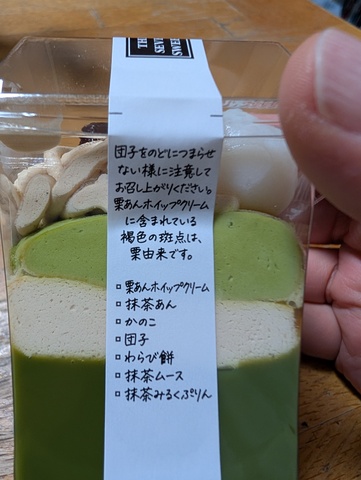 TH
SEV
SWE
団子をのどにつまらせ
ない様に注意して
お召し上がりください。
栗あんホイップクリーム
に含まれている
褐色の斑点は、
栗由来です。
▫栗あんホイップクリーム
▫抹茶あん
▫かのこ
▫団子
▫わらび餅
▫抹茶ムース
▫抹茶みるくぷりん